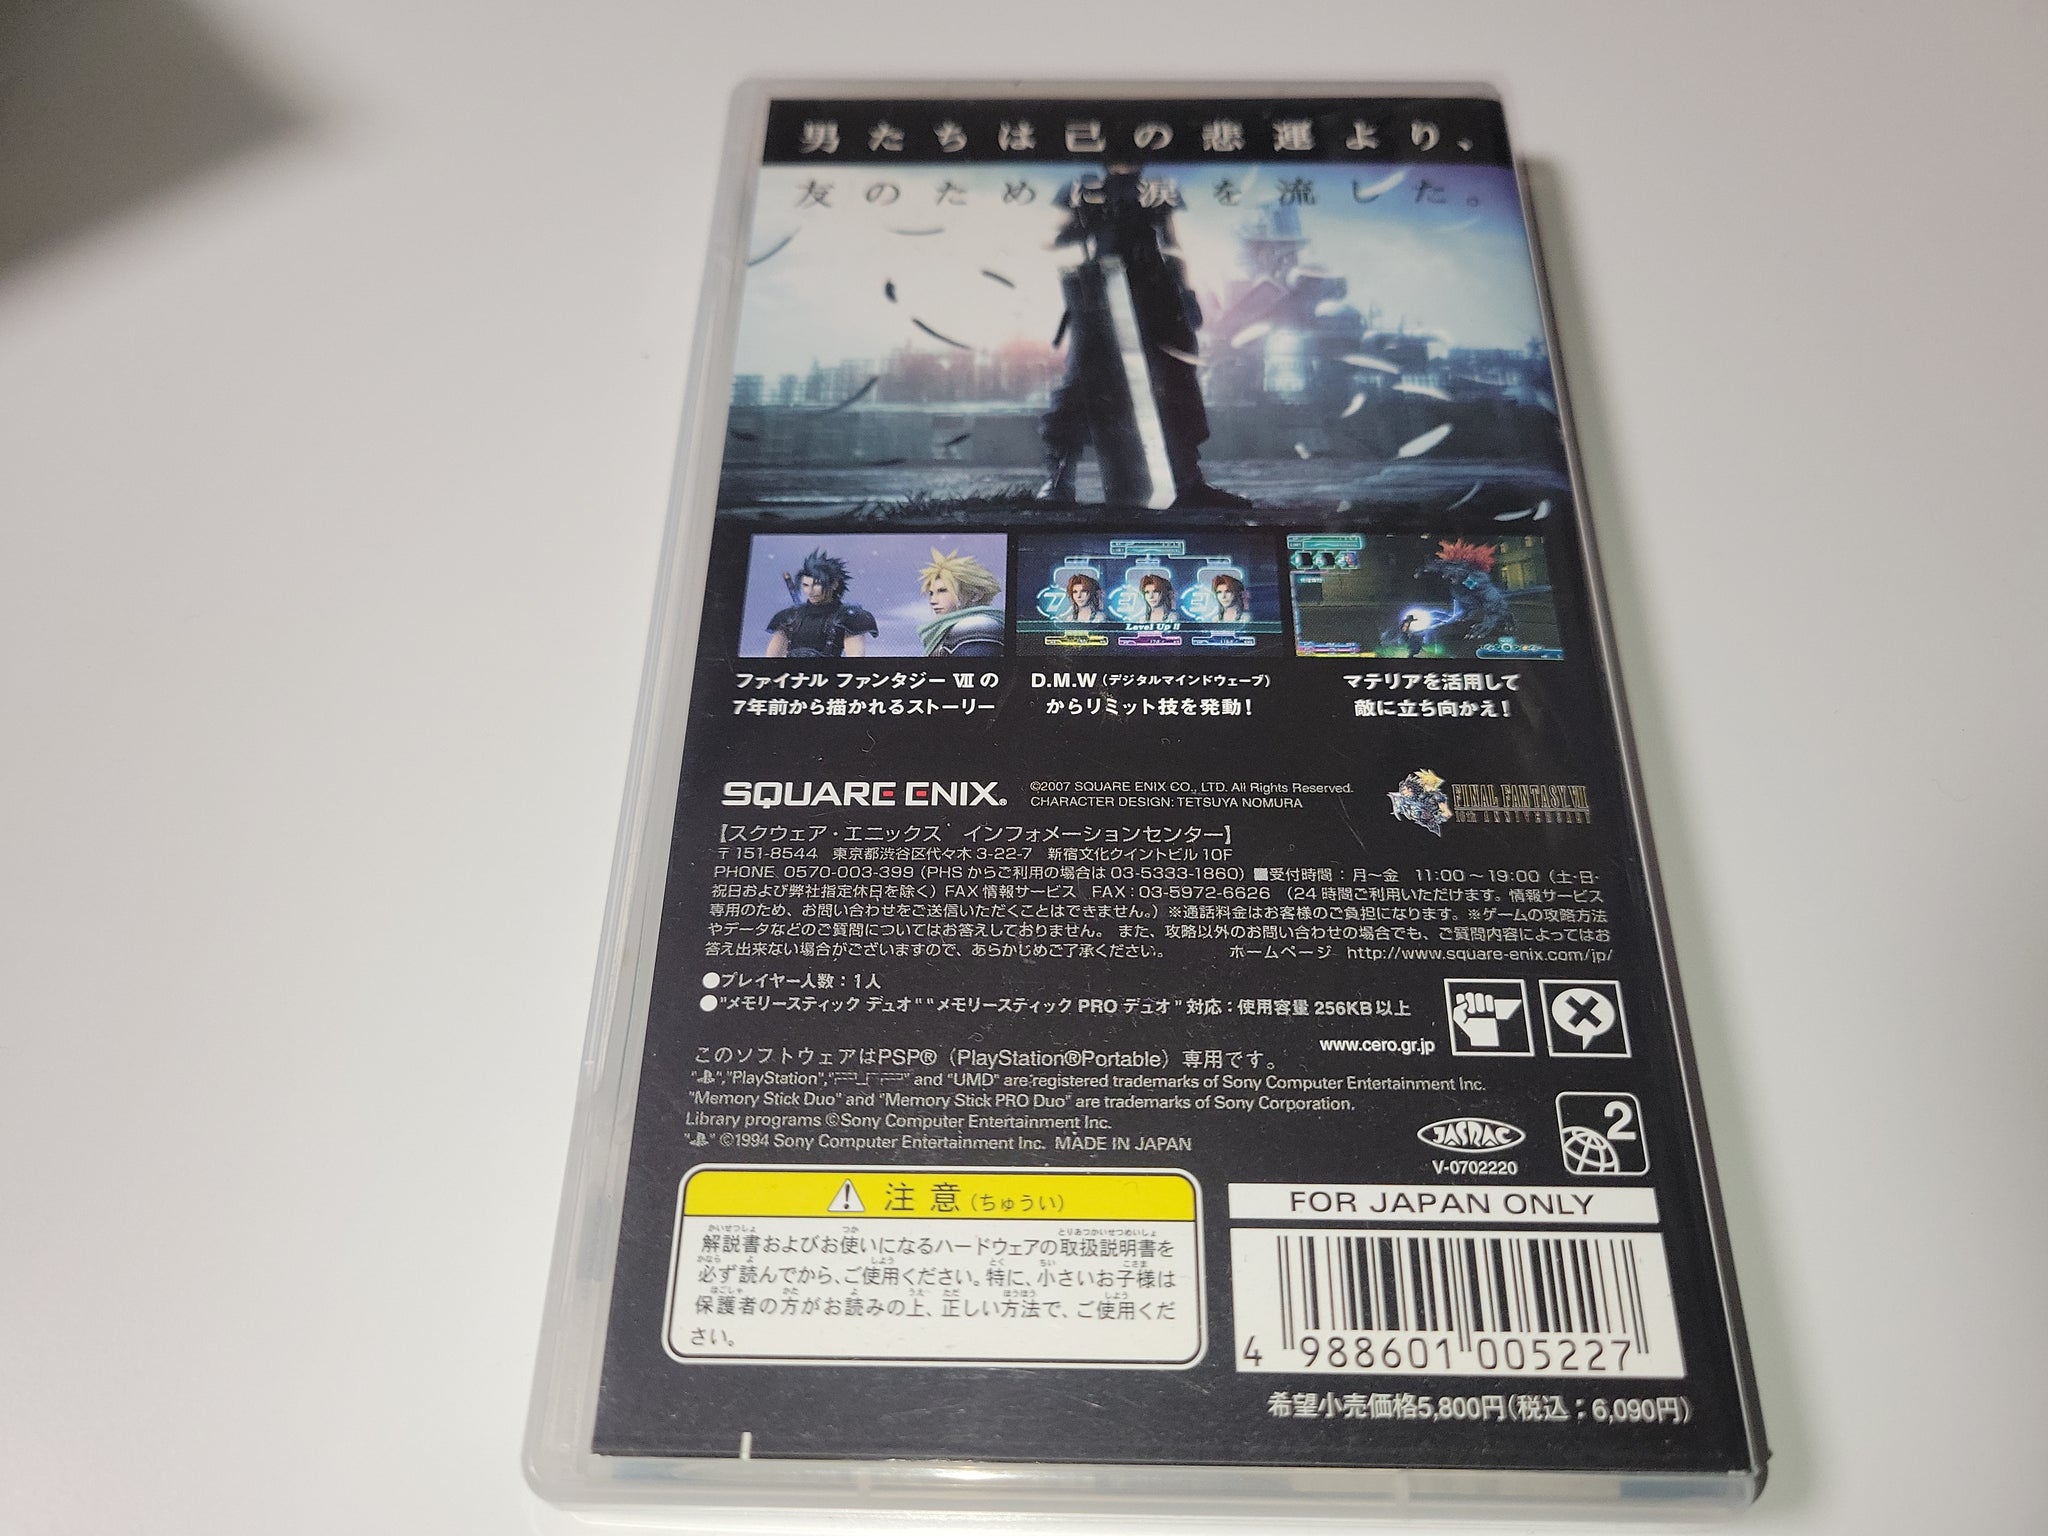 男たちは己の悲運より、
友のために涙を流した。
7 3 3
Level Up !!
ファイナル ファンタジー VII の
7年前から描かれるストーリー
D.M.W（デジタルマインドウェーブ）
からリミット技を発動！
マテリアを活用して
敵に立ち向かえ！
SQUARE ENIX®
©2007 SQUARE ENIX CO., LTD. All Rights Reserved.
CHARACTER DESIGN: TETSUYA NOMURA
FINAL FANTASY VII
10th ANNIVERSARY
【スクウェア・エニックス インフォメーションセンター】
〒151-8544 東京都渋谷区代々木 3-22-7 新宿文化クイントビル 10F
PHONE 0570-003-399（PHS からご利用の場合は 03-5333-1860）■受付時間：月～金 11:00～19:00（土・日・
祝日および弊社指定休日を除く）FAX 情報サービス FAX：03-5972-6626 （24 時間ご利用いただけます。情報サービス
専用のため、お問い合わせをご送信いただくことはできません。）※通話料金はお客様のご負担になります。※ゲームの攻略方法
やデータなどのご質問についてはお答えしておりません。また、攻略以外のお問い合わせの場合でも、ご質問内容によってはお
答え出来ない場合がございますので、あらかじめご了承ください。 ホームページ http://www.square-enix.com/jp/
●プレイヤー人数：1人
●"メモリースティック デュオ" "メモリースティック PRO デュオ" 対応：使用容量 256KB 以上
www.cero.gr.jp
このソフトウェアはPSP®（PlayStation®Portable）専用です。
"PlayStation", and "UMD" are registered trademarks of Sony Computer Entertainment Inc.
"Memory Stick Duo" and "Memory Stick PRO Duo" are trademarks of Sony Corporation.
Library programs ©Sony Computer Entertainment Inc.
©1994 Sony Computer Entertainment Inc. MADE IN JAPAN
JASRAC
V-0702220
2
注意（ちゅうい）
解説書およびお使いになるハードウェアの取扱説明書を
必ず読んでから、ご使用ください。特に、小さいお子様は
保護者の方がお読みの上、正しい方法で、ご使用くだ
さい。
FOR JAPAN ONLY
4 988601 005227
希望小売価格5,800円（税込：6,090円）